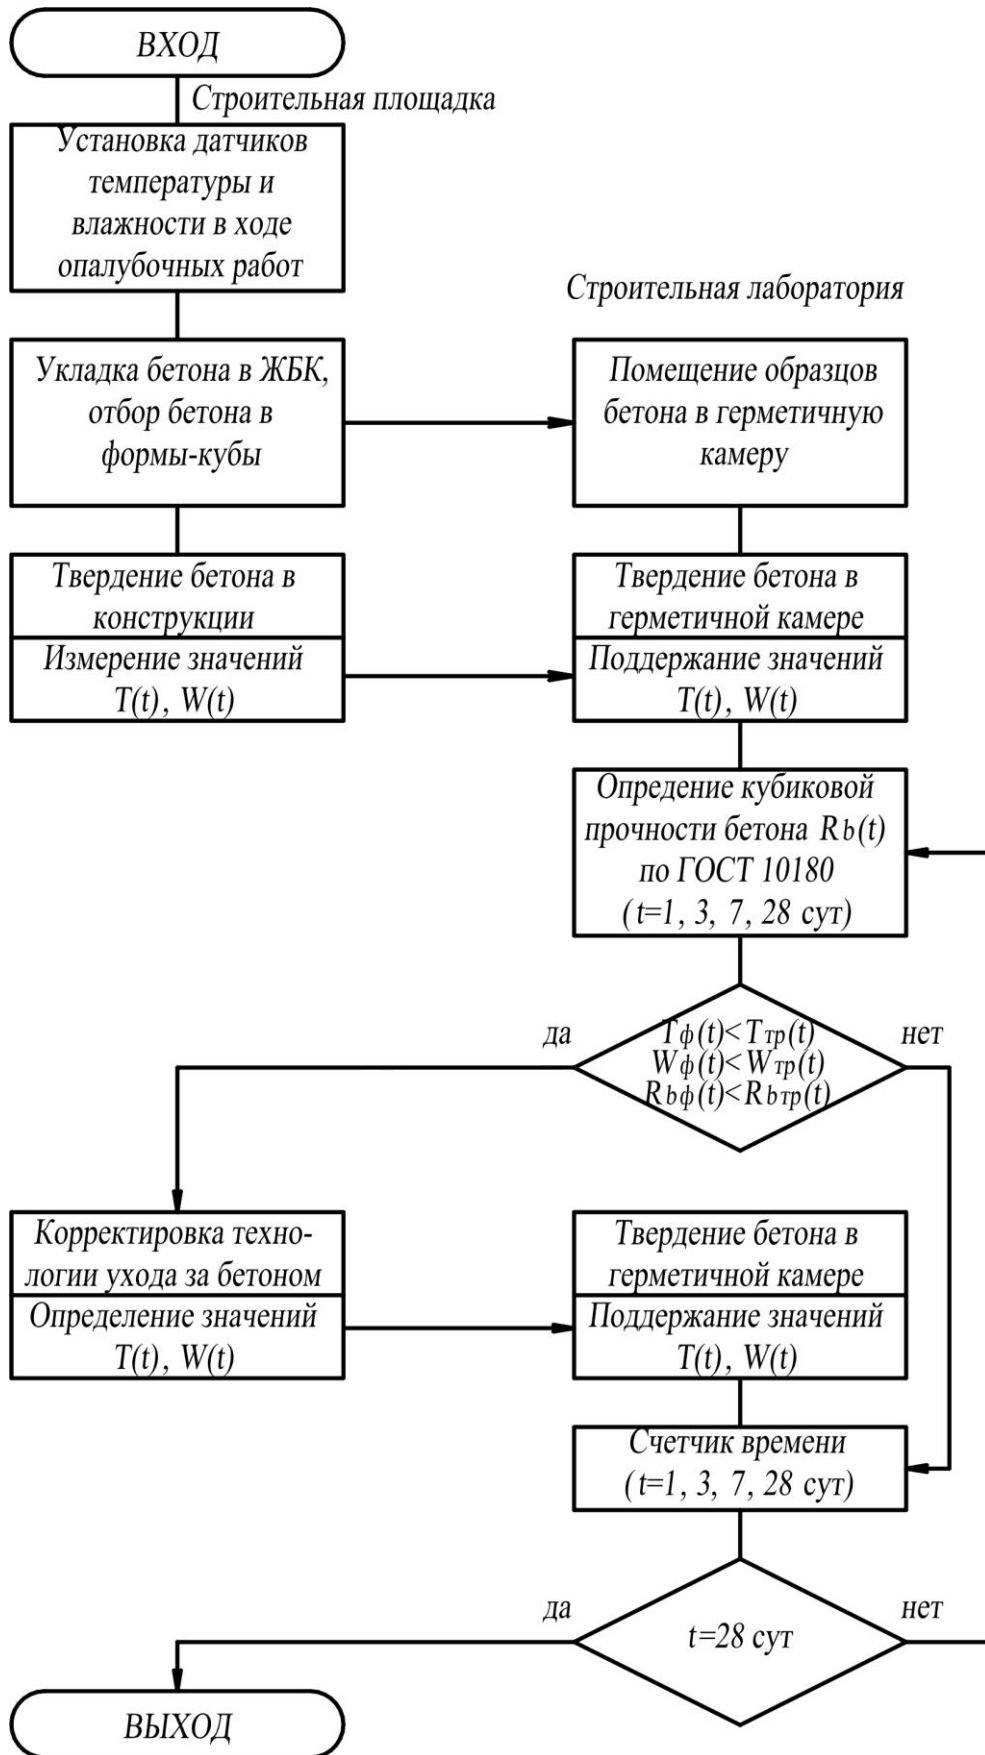 ВХОД
Строительная площадка
Установка датчиков
температуры и
влажности в ходе
опалубочных работ
Строительная лаборатория
Укладка бетона в ЖБК,
отбор бетона в
формы-кубы
Помещение образцов
бетона в герметичную
камеру
Твердение бетона в
конструкции
Измерение значений
T(t), W(t)
Твердение бетона в
герметичной камере
Поддержание значений
T(t), W(t)
Опредение кубиковой
прочности бетона Rb(t)
по ГОСТ 10180
(t=1, 3, 7, 28 сут)
да
Tф(t)<Tтр(t)
Wф(t)<Wтр(t)
Rbф(t)<Rbтр(t)
нет
Корректировка техно-
логии ухода за бетоном
Определение значений
T(t), W(t)
Твердение бетона в
герметичной камере
Поддержание значений
T(t), W(t)
Счетчик времени
(t=1, 3, 7, 28 сут)
да
t=28 сут
нет
ВЫХОД